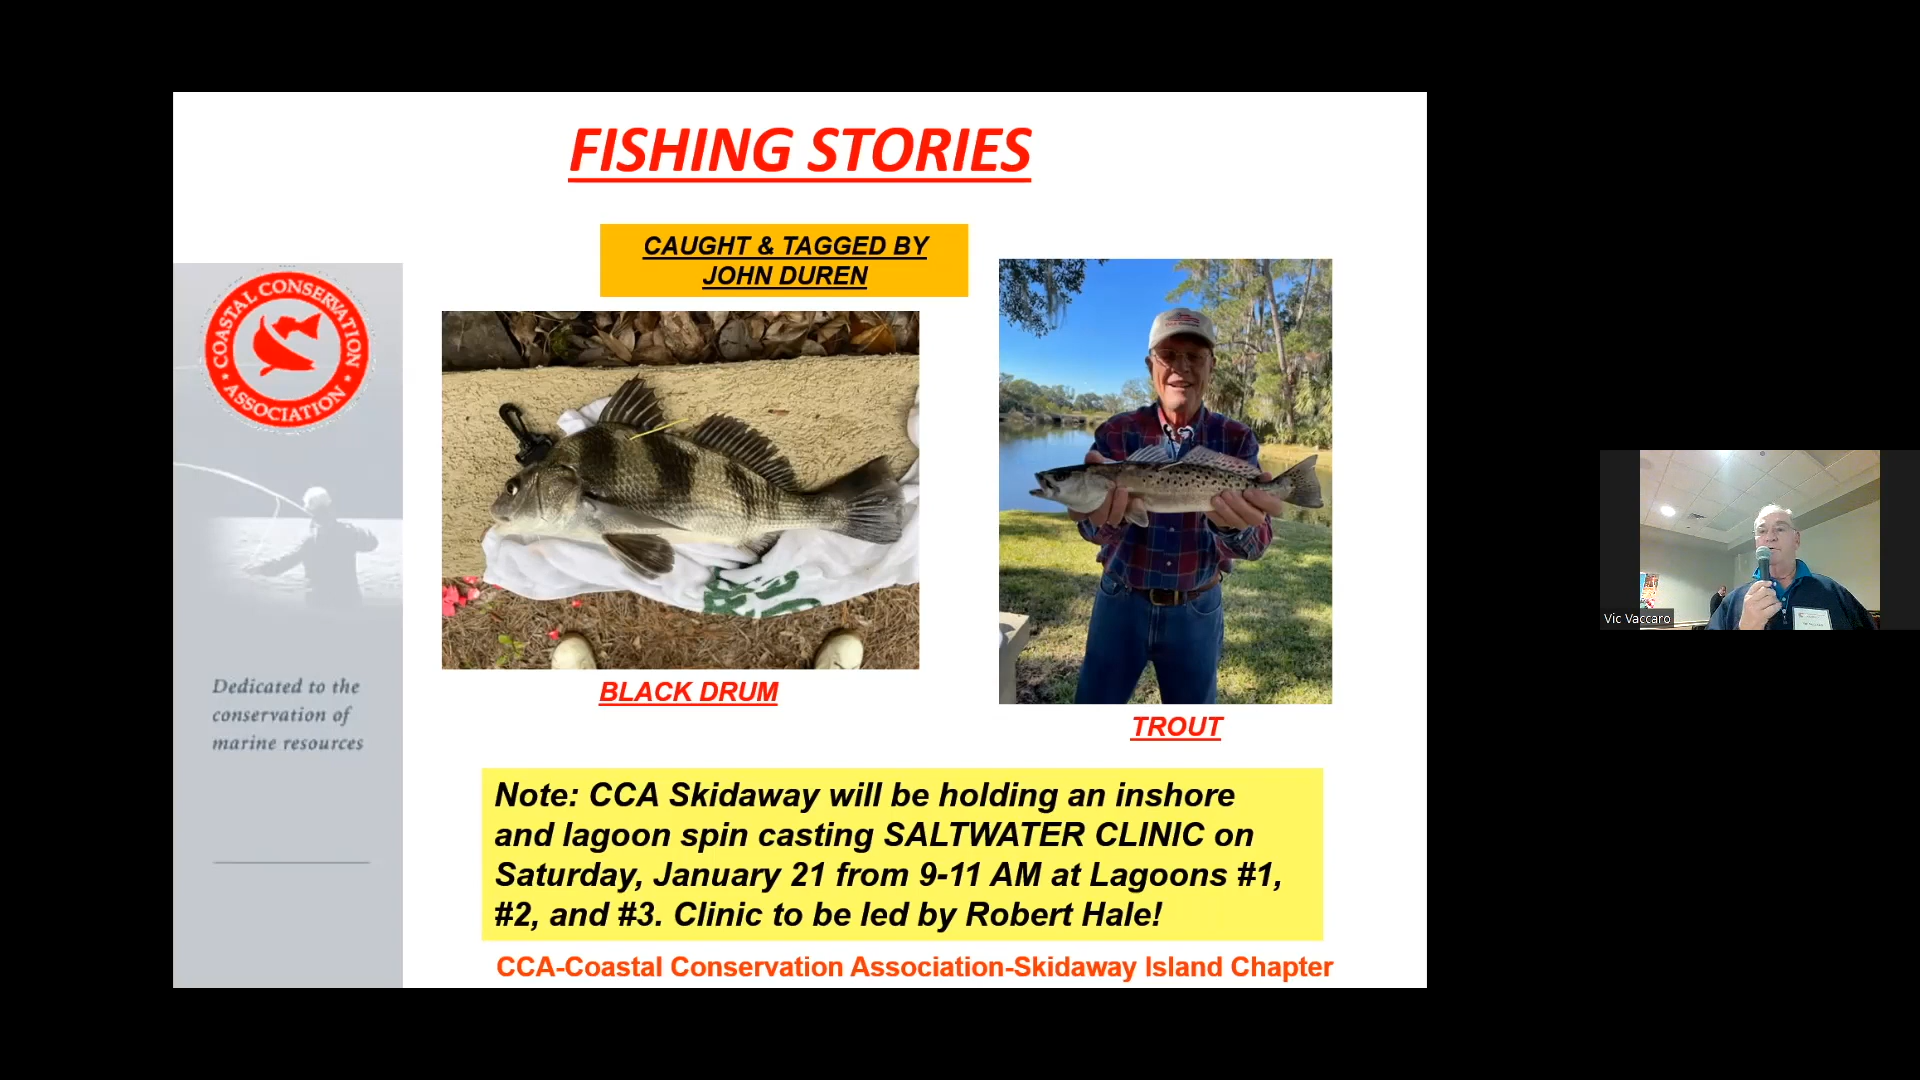 FISHING STORIES
CAUGHT & TAGGED BY
JOHN DUREN
COASTAL CONSERVATION
ASSOCIATION
BLACK DRUM
TROUT
Dedicated to the
conservation of
marine resources
Note: CCA Skidaway will be holding an inshore
and lagoon spin casting SALTWATER CLINIC on
Saturday, January 21 from 9-11 AM at Lagoons #1,
#2, and #3. Clinic to be led by Robert Hale!
CCA-Coastal Conservation Association-Skidaway Island Chapter
Vic Vaccaro